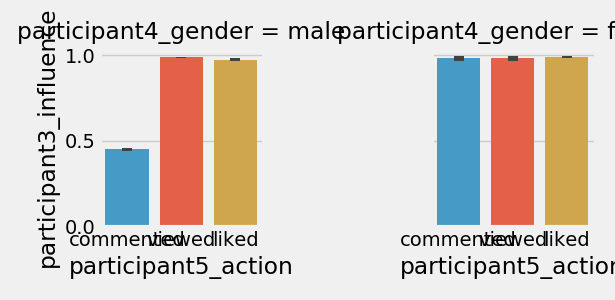 participant4_gender = male
participant4_gender = f
participant3_influence
1.0
0.5
0.0
commented viewed liked
commented viewed liked
participant5_action
participant5_action